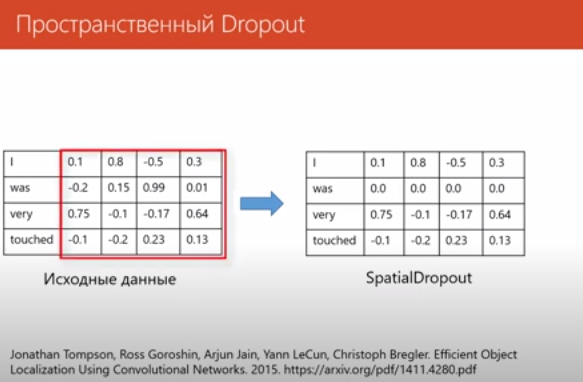 Пространственный Dropout
I 0.1 0.8 -0.5 0.3
was -0.2 0.15 0.99 0.01
very 0.75 -0.1 -0.17 0.64
touched -0.1 -0.2 0.23 0.13
Исходные данные
I 0.1 0.8 -0.5 0.3
was 0.0 0.0 0.0 0.0
very 0.75 -0.1 -0.17 0.64
touched -0.1 -0.2 0.23 0.13
SpatialDropout
Jonathan Tompson, Ross Goroshin, Arjun Jain, Yann LeCun, Christoph Bregler. Efficient Object
Localization Using Convolutional Networks. 2015. https://arxiv.org/pdf/1411.4280.pdf